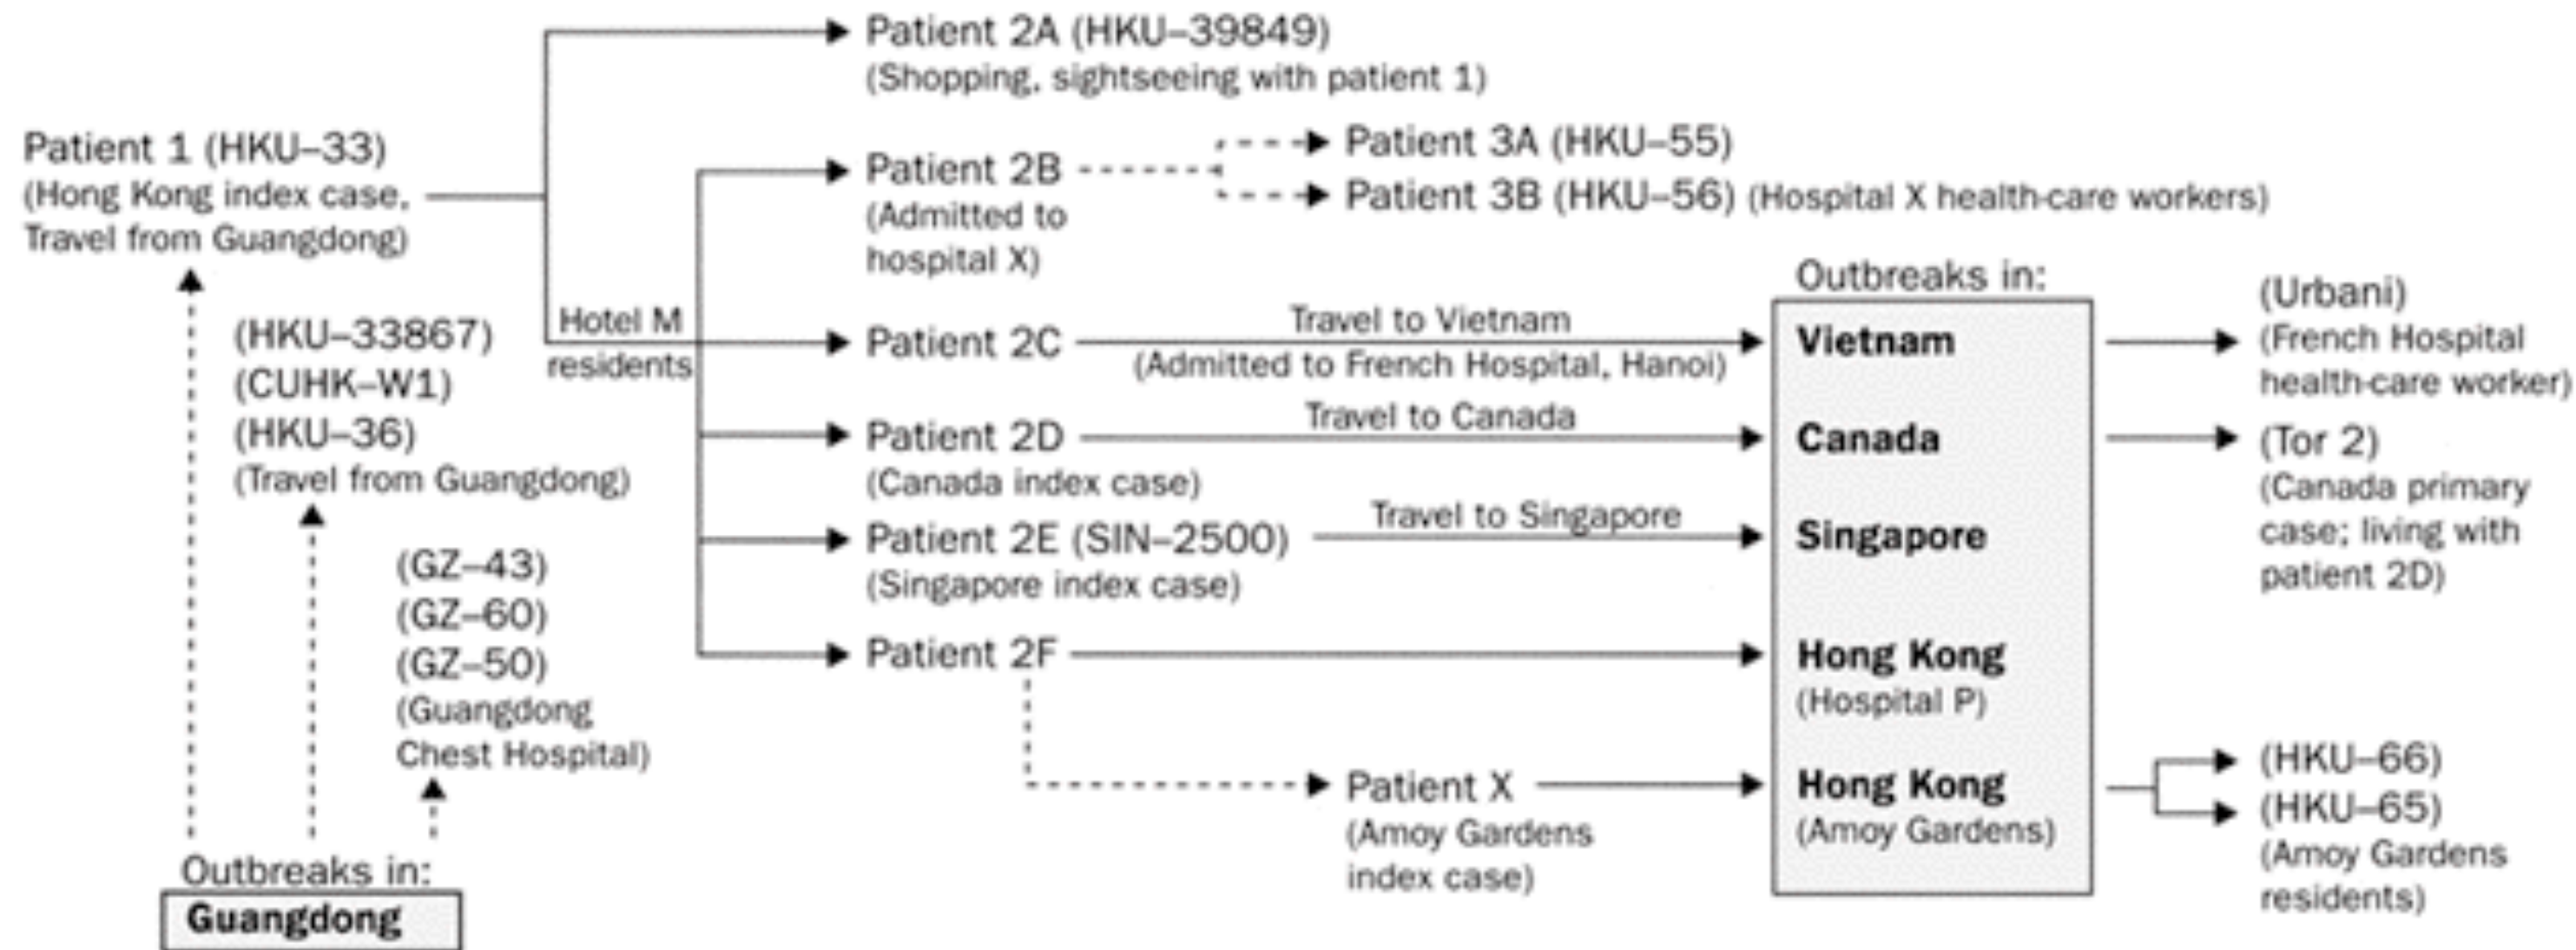 Patient 2A (HKU–39849)
(Shopping, sightseeing with patient 1)
Patient 1 (HKU–33)
(Hong Kong index case,
Travel from Guangdong)
Patient 2B
(Admitted to
hospital X)
Patient 3A (HKU–55)
Patient 3B (HKU–56) (Hospital X health-care workers)
Hotel M
residents
(HKU–33867)
(CUHK–W1)
(HKU–36)
(Travel from Guangdong)
(GZ–43)
(GZ–60)
(GZ–50)
(Guangdong
Chest Hospital)
Outbreaks in:
Guangdong
Patient 2C
Travel to Vietnam
(Admitted to French Hospital, Hanoi)
Patient 2D
(Canada index case)
Travel to Canada
Patient 2E (SIN–2500)
(Singapore index case)
Travel to Singapore
Patient 2F
Patient X
(Amoy Gardens
index case)
Outbreaks in:
Vietnam
Canada
Singapore
Hong Kong
(Hospital P)
Hong Kong
(Amoy Gardens)
(Urbani)
(French Hospital
health-care worker)
(Tor 2)
(Canada primary
case; living with
patient 2D)
(HKU–66)
(HKU–65)
(Amoy Gardens
residents)